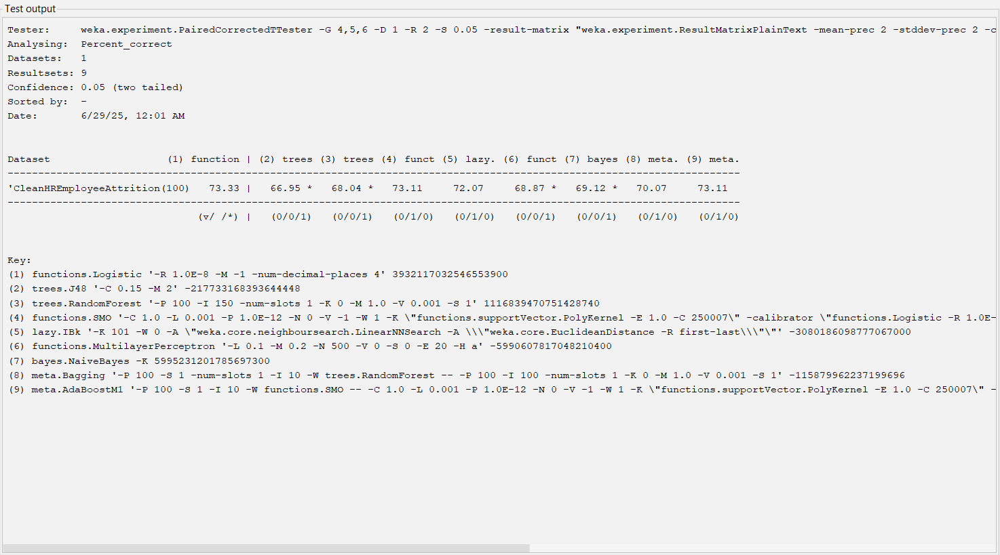 Test output
Tester:     weka.experiment.PairedCorrectedTTester -G 4,5,6 -D 1 -R 2 -S 0.05 -result-matrix "weka.experiment.ResultMatrixPlainText -mean-prec 2 -stddev-prec 2 -c
Analysing:  Percent_correct
Datasets:   1
Resultsets: 9
Confidence: 0.05 (two tailed)
Sorted by:  -
Date:       6/29/25, 12:01 AM
Dataset                   (1) function | (2) trees (3) trees (4) funct (5) lazy. (6) funct (7) bayes (8) meta. (9) meta.
------------------------------------------------------------------------------------------------------------------------
'CleanHREmployeeAttrition(100)   73.33 |   66.95 *   68.04 *   73.11     72.07     68.87 *   69.12 *   70.07     73.11
------------------------------------------------------------------------------------------------------------------------
                               (v/ /*) |   (0/0/1)   (0/0/1)   (0/1/0)   (0/1/0)   (0/0/1)   (0/0/1)   (0/1/0)   (0/1/0)
Key:
(1) functions.Logistic '-R 1.0E-8 -M -1 -num-decimal-places 4' 3932117032546553900
(2) trees.J48 '-C 0.15 -M 2' -217733168393644448
(3) trees.RandomForest '-P 100 -I 150 -num-slots 1 -K 0 -M 1.0 -V 0.001 -S 1' 1116839470751428740
(4) functions.SMO '-C 1.0 -L 0.001 -P 1.0E-12 -N 0 -V -1 -W 1 -K \"functions.supportVector.PolyKernel -E 1.0 -C 250007\" -calibrator \"functions.Logistic -R 1.0E-
(5) lazy.IBk '-K 101 -W 0 -A \"weka.core.neighboursearch.LinearNNSearch -A \\\"weka.core.EuclideanDistance -R first-last\\\"\"' -3080186098777067000
(6) functions.MultilayerPerceptron '-L 0.1 -M 0.2 -N 500 -V 0 -S 0 -E 20 -H a' -5990607817048210400
(7) bayes.NaiveBayes -K 5995231201785697300
(8) meta.Bagging '-P 100 -S 1 -num-slots 1 -I 10 -W trees.RandomForest -- -P 100 -I 100 -num-slots 1 -K 0 -M 1.0 -V 0.001 -S 1' -115879962237199696
(9) meta.AdaBoostM1 '-P 100 -S 1 -I 10 -W functions.SMO -- -C 1.0 -L 0.001 -P 1.0E-12 -N 0 -V -1 -W 1 -K \"functions.supportVector.PolyKernel -E 1.0 -C 250007\" -